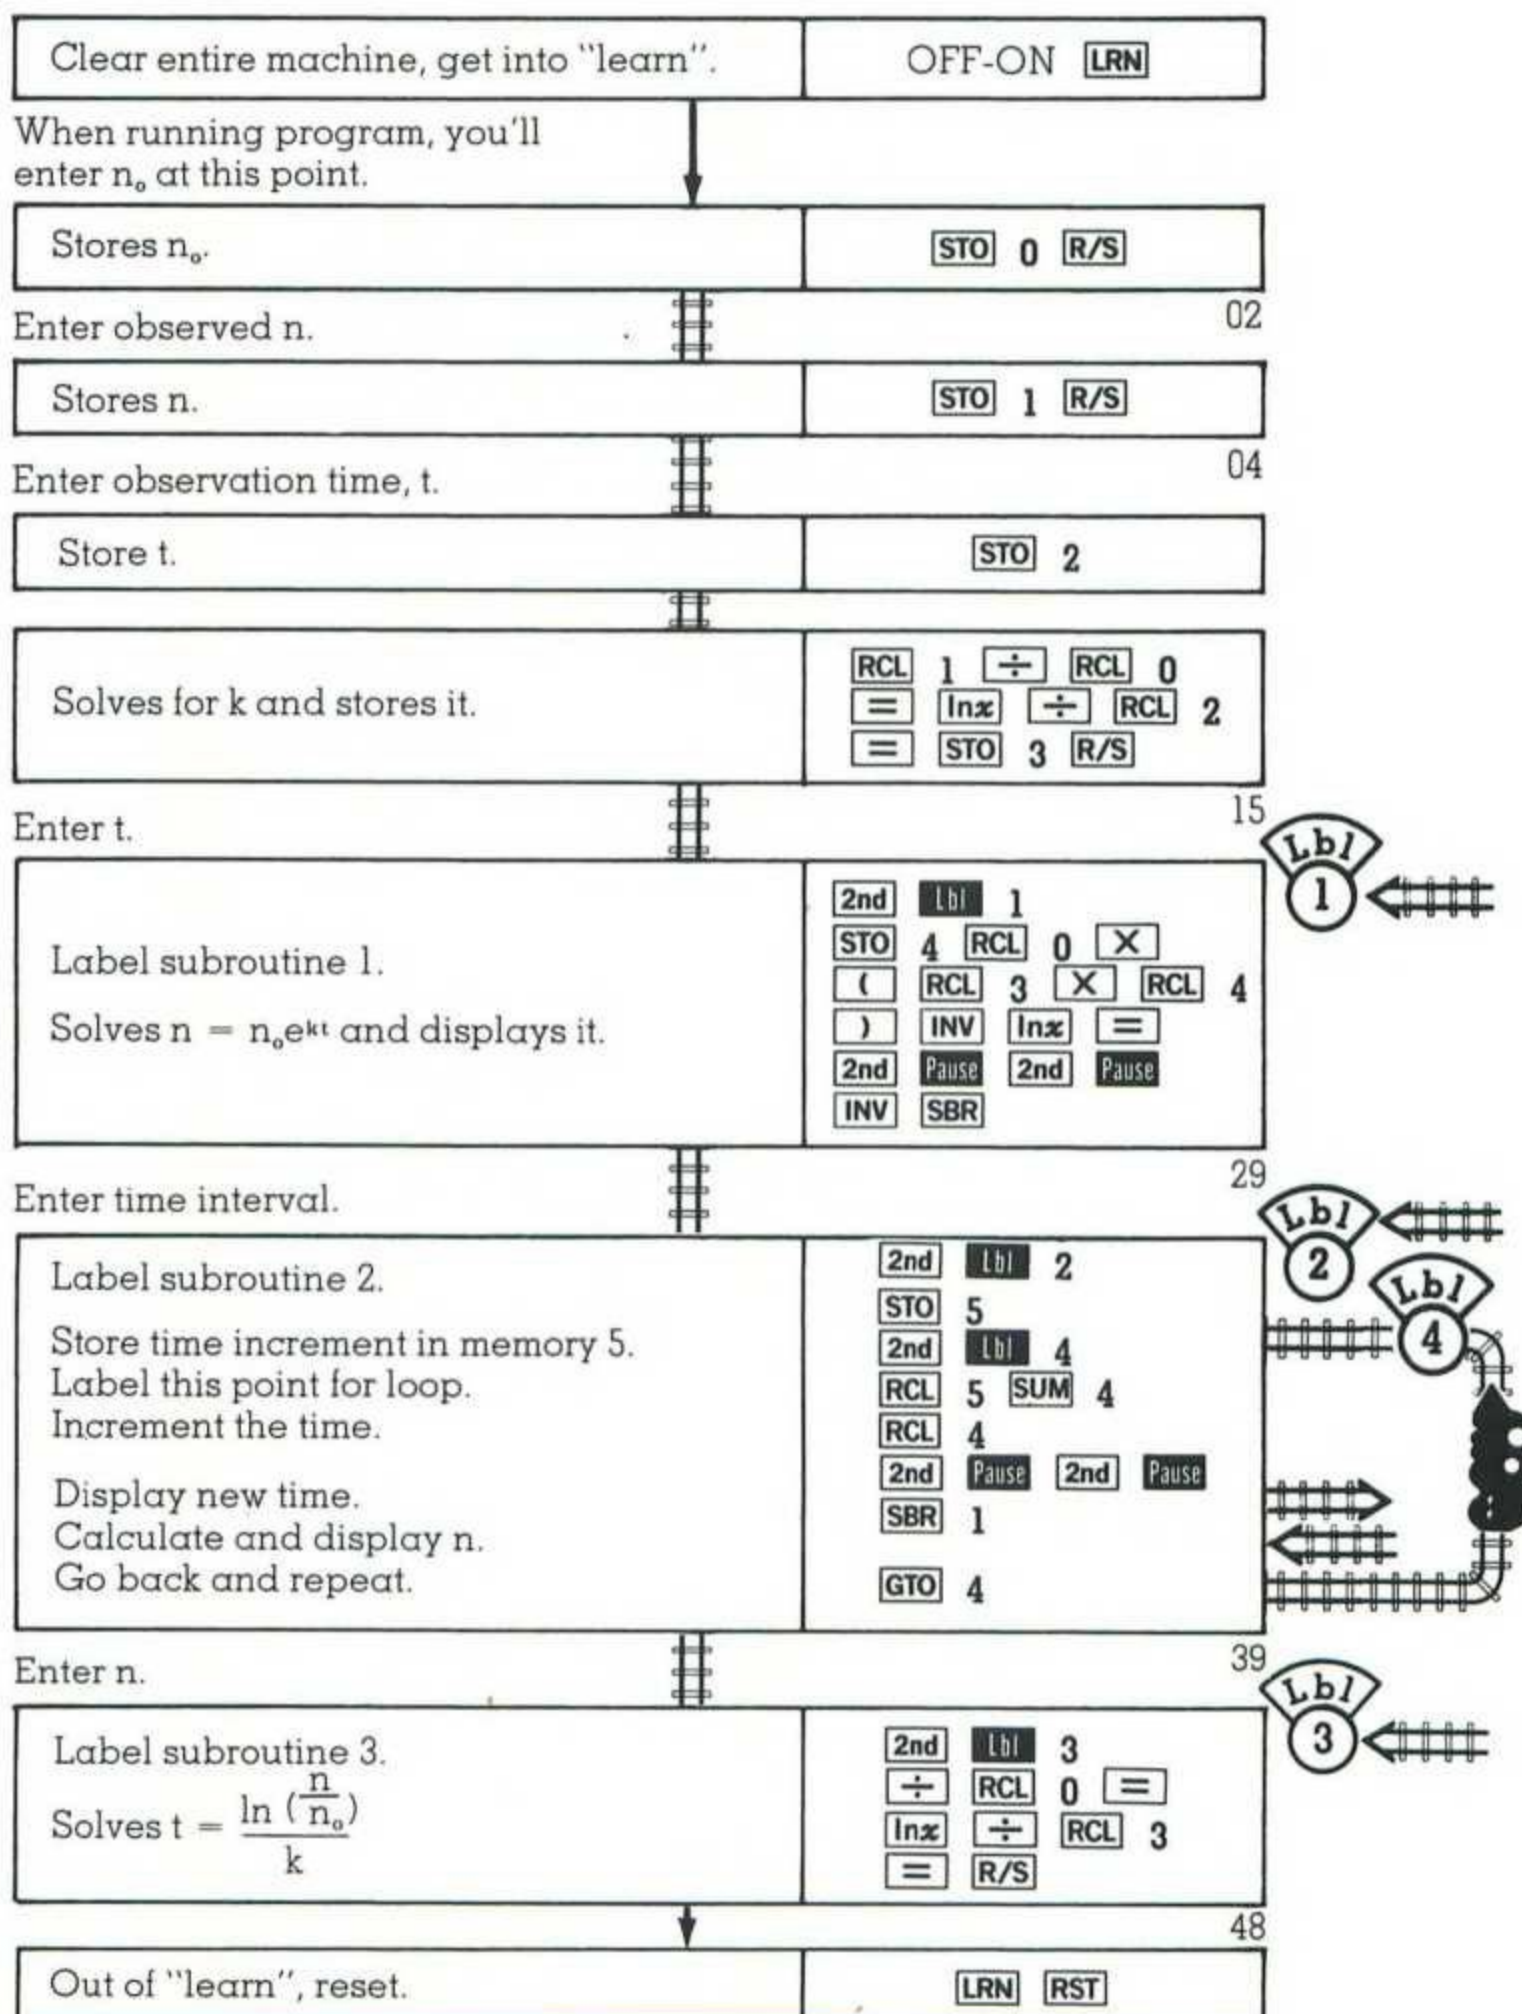 Clear entire machine, get into “learn”. OFF-ON LRN
When running program, you'll
enter nₒ at this point.
Stores nₒ. STO 0 R/S
02
Enter observed n.
Stores n. STO 1 R/S
04
Enter observation time, t.
Store t. STO 2
Solves for k and stores it.
RCL 1 ÷ RCL 0
= lnx ÷ RCL 2
= STO 3 R/S
15
Enter t.
Lbl
1
Label subroutine 1.
Solves n = nₒeᵏᵗ and displays it.
2nd Lbl 1
STO 4 RCL 0 ×
( RCL 3 × RCL 4
) INV lnx =
2nd Pause 2nd Pause
INV SBR
29
Enter time interval.
Lbl
2
Lbl
4
Label subroutine 2.
Store time increment in memory 5.
Label this point for loop.
Increment the time.
Display new time.
Calculate and display n.
Go back and repeat.
2nd Lbl 2
STO 5
2nd Lbl 4
RCL 5 SUM 4
RCL 4
2nd Pause 2nd Pause
SBR 1
GTO 4
39
Enter n.
Lbl
3
Label subroutine 3.
Solves t = ln (n/nₒ) / k
2nd Lbl 3
÷ RCL 0 =
lnx ÷ RCL 3
= R/S
48
Out of “learn”, reset. LRN RST